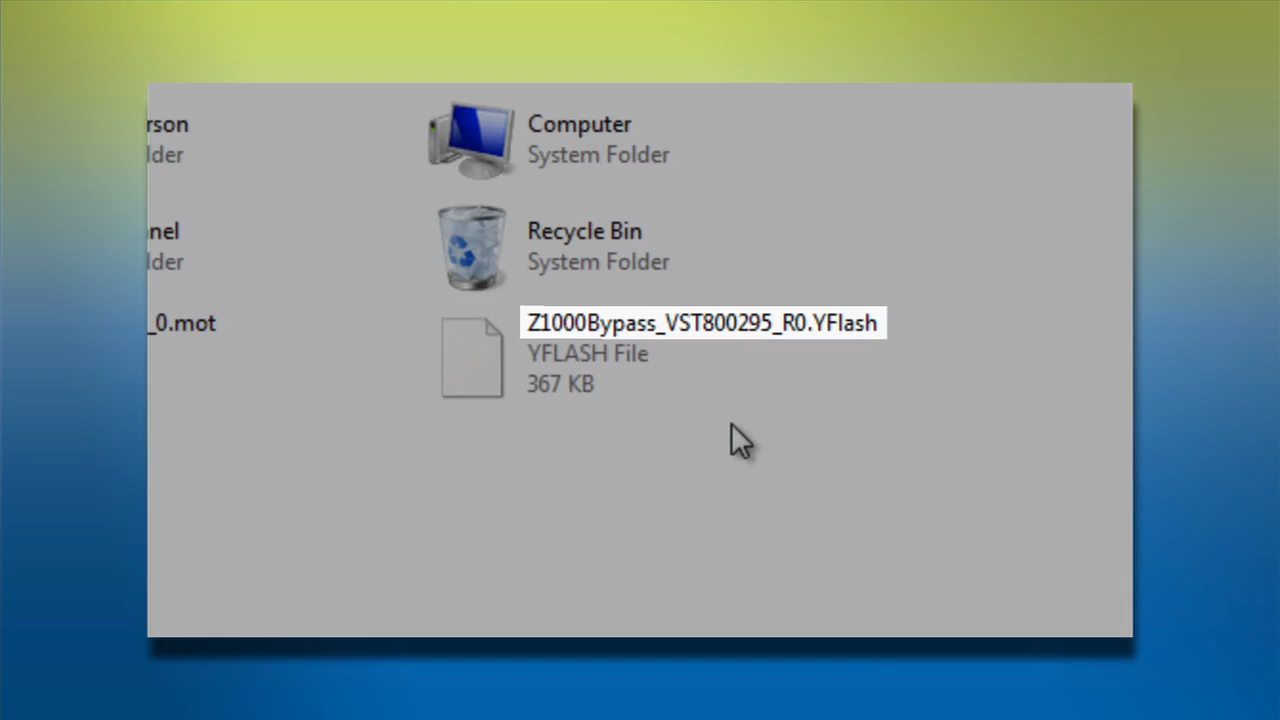 rson
lder
Computer
System Folder
nel
lder
Recycle Bin
System Folder
_0.mot
Z1000Bypass_VST800295_R0.YFlash
YFLASH File
367 KB